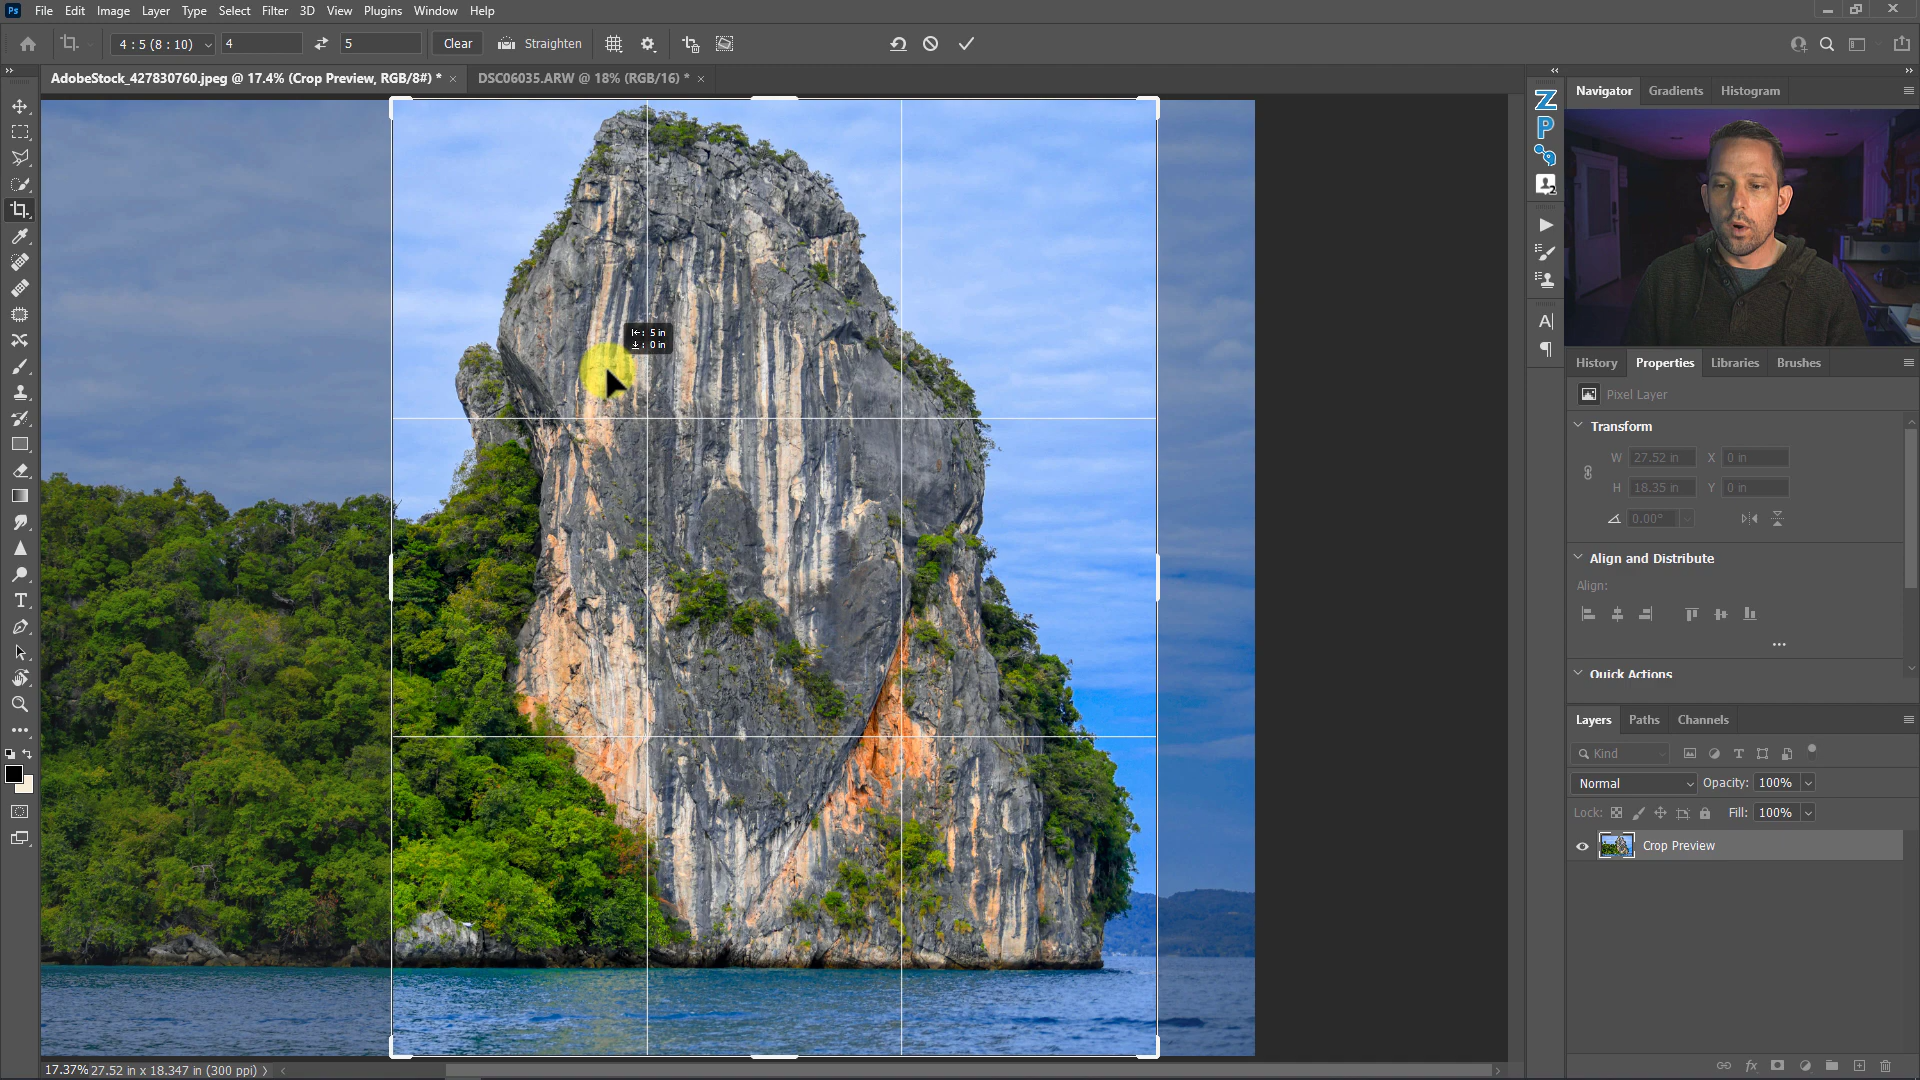 Ps File Edit Image Layer Type Select Filter 3D View Plugins Window Help
4 : 5 (8 : 10) 4 5 Clear Straighten
AdobeStock_427830760.jpeg @ 17.4% (Crop Preview, RGB/8#) * × DSC06035.ARW @ 18% (RGB/16) * ×
Navigator Gradients Histogram
Z
P
5 in
0 in
A|
History Properties Libraries Brushes
Pixel Layer
Transform
W 27.52 in X 0 in
H 18.35 in Y 0 in
0.00°
Align and Distribute
Align:
Quick Actions
Layers Paths Channels
Kind
Normal Opacity: 100%
Lock: Fill: 100%
Crop Preview
17.37% 27.52 in x 18.347 in (300 ppi)
fx